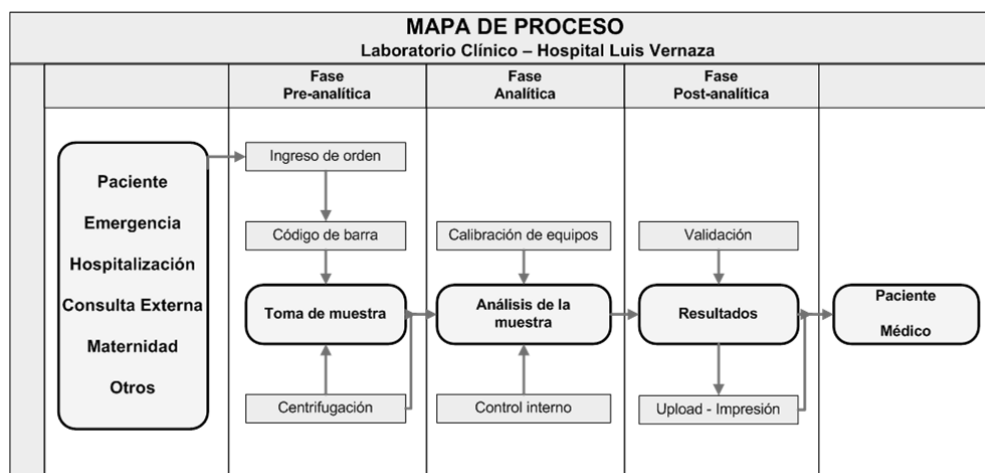 MAPA DE PROCESO
Laboratorio Clínico – Hospital Luis Vernaza
Fase
Pre-analítica
Fase
Analítica
Fase
Post-analítica
Paciente
Emergencia
Hospitalización
Consulta Externa
Maternidad
Otros
Ingreso de orden
Código de barra
Toma de muestra
Centrifugación
Calibración de equipos
Análisis de la
muestra
Control interno
Validación
Resultados
Upload - Impresión
Paciente
Médico